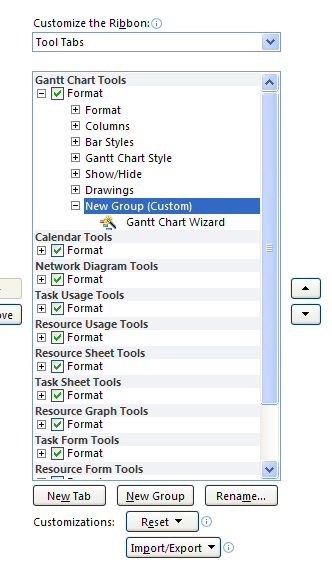 Customize the Ribbon:
Tool Tabs
Gantt Chart Tools
Format
Format
Columns
Bar Styles
Gantt Chart Style
Show/Hide
Drawings
New Group (Custom)
Gantt Chart Wizard
Calendar Tools
Format
Network Diagram Tools
Format
Task Usage Tools
Format
Resource Usage Tools
Format
Resource Sheet Tools
Format
Task Sheet Tools
Format
Resource Graph Tools
Format
Task Form Tools
Format
Resource Form Tools
New Tab New Group Rename...
Customizations: Reset
Import/Export